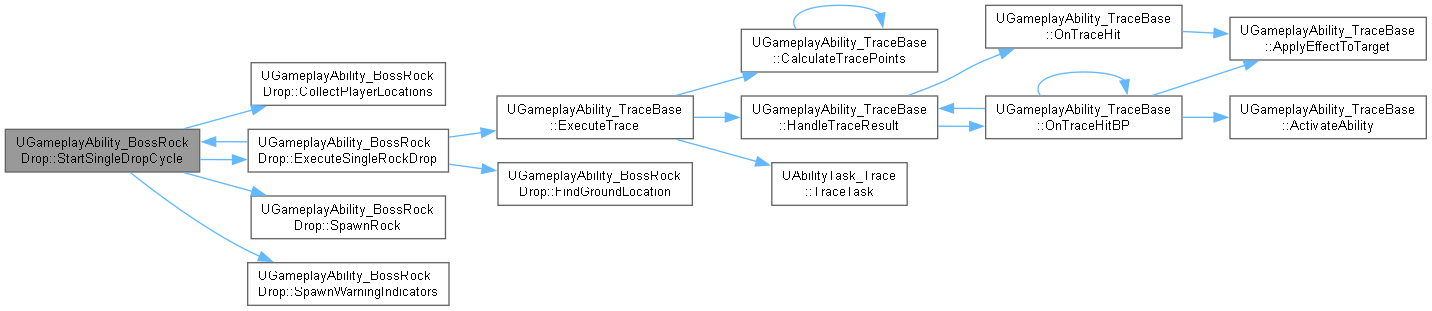 UGameplayAbility_BossRock
Drop::StartSingleDropCycle
UGameplayAbility_BossRock
Drop::CollectPlayerLocations
UGameplayAbility_BossRock
Drop::ExecuteSingleRockDrop
UGameplayAbility_BossRock
Drop::SpawnRock
UGameplayAbility_BossRock
Drop::SpawnWarningIndicators
UGameplayAbility_TraceBase
::ExecuteTrace
UGameplayAbility_BossRock
Drop::FindGroundLocation
UGameplayAbility_TraceBase
::CalculateTracePoints
UGameplayAbility_TraceBase
::HandleTraceResult
UAbilityTask_Trace
::TraceTask
UGameplayAbility_TraceBase
::OnTraceHit
UGameplayAbility_TraceBase
::OnTraceHitBP
UGameplayAbility_TraceBase
::ApplyEffectToTarget
UGameplayAbility_TraceBase
::ActivateAbility